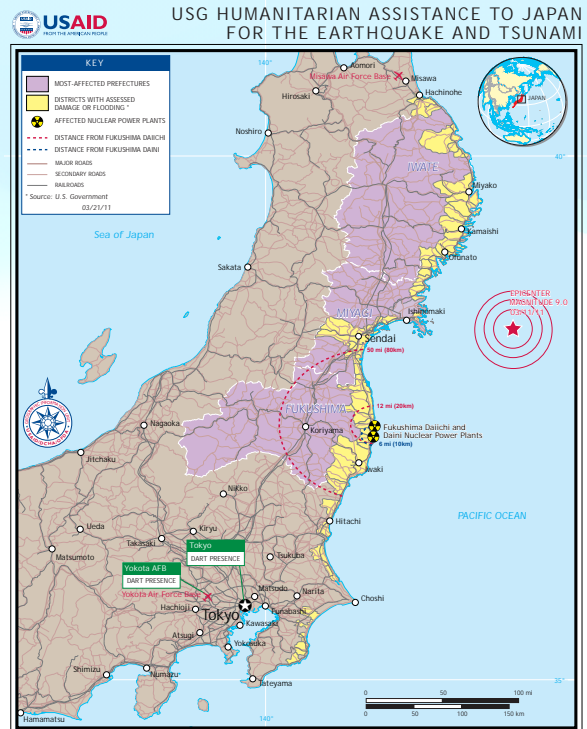 USAID
FROM THE AMERICAN PEOPLE
USG HUMANITARIAN ASSISTANCE TO JAPAN
FOR THE EARTHQUAKE AND TSUNAMI
KEY
MOST-AFFECTED PREFECTURES
DISTRICTS WITH ASSESSED
DAMAGE OR FLOODING *
AFFECTED NUCLEAR POWER PLANTS
DISTANCE FROM FUKUSHIMA DAIICHI
DISTANCE FROM FUKUSHIMA DAINI
MAJOR ROADS
SECONDARY ROADS
RAILROADS
* Source: U.S. Government
03/21/11
140°
Aomori
Misawa Air Force Base
Misawa
Hirosaki
Hachinohe
JAPAN
Noshiro
40°
IWATE
Miyako
Sea of Japan
Kamaishi
Ofunato
Sakata
EPICENTER
MAGNITUDE 9.0
03/11/11
MIYAGI
Ishinomaki
Sendai
50 mi (80km)
12 mi (20km)
FUKUSHIMA
Nagaoka
Koriyama
Fukushima Daiichi and
Daini Nuclear Power Plants
6 mi (10km)
Jitchaku
Iwaki
Nikko
Hitachi
PACIFIC OCEAN
Ueda
Kiryu
Takasaki
Tokyo
DART PRESENCE
Matsumoto
Tsukuba
Yokota AFB
DART PRESENCE
Yokota Air Force Base
Matsudo
Narita
Choshi
Hachioji
Tokyo
Funabashi
Kawasaki
Atsugi
Yokosuka
Shimizu
Numazu
Tateyama
35°
0 50 100 mi
0 50 100 150 km
Hamamatsu
140°